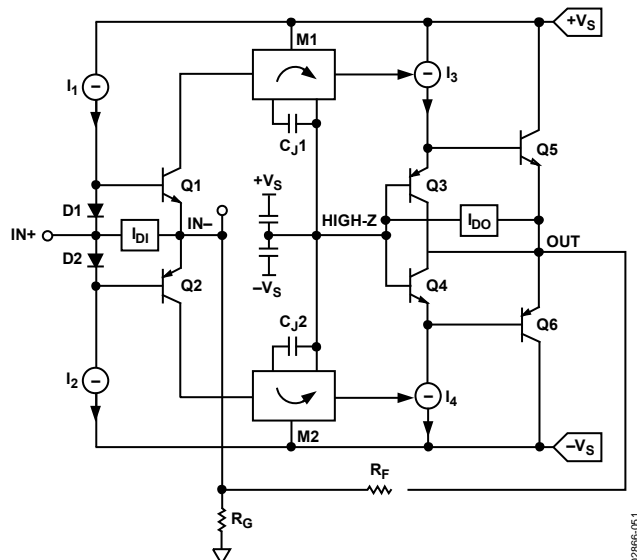 +VS
M1
I1
I3
CJ1
Q5
Q1
+VS
Q3
D1
HIGH-Z
IN–
IN+
IDI
IDO
OUT
D2
–VS
Q2
Q4
Q6
CJ2
I2
I4
M2
–VS
RF
RG
02866-051